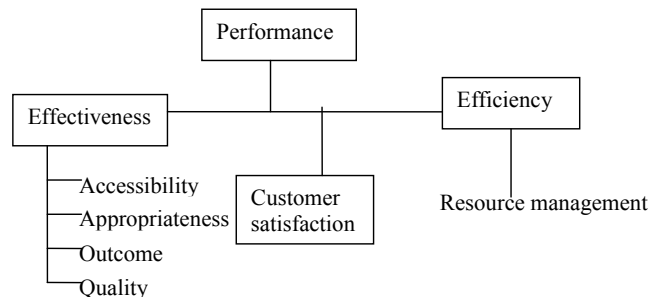 Performance
Effectiveness
Efficiency
Accessibility
Appropriateness
Outcome
Quality
Customer
satisfaction
Resource management